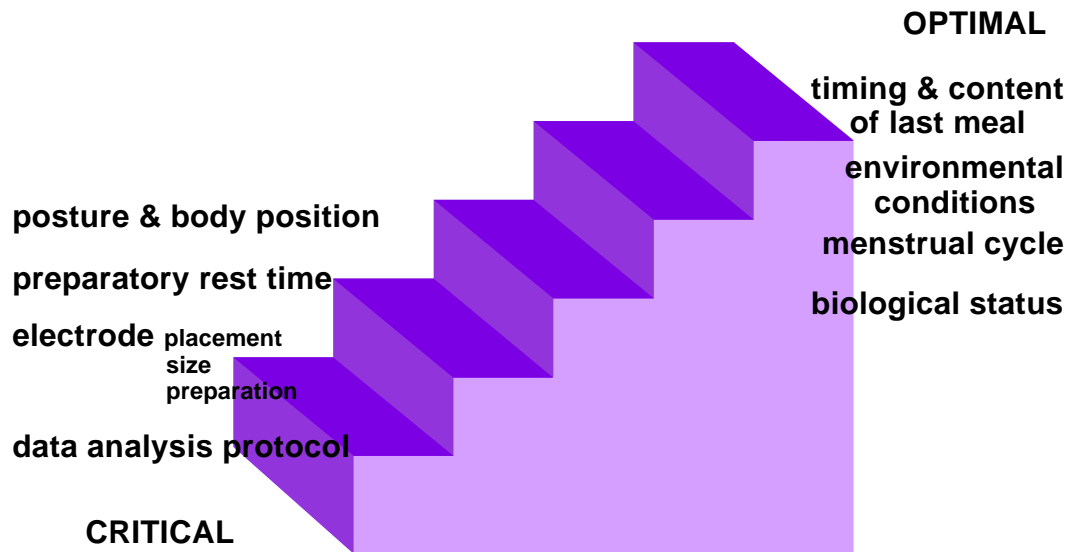 OPTIMAL
timing & content
of last meal
environmental
conditions
menstrual cycle
biological status
posture & body position
preparatory rest time
electrode placement
size
preparation
data analysis protocol
CRITICAL